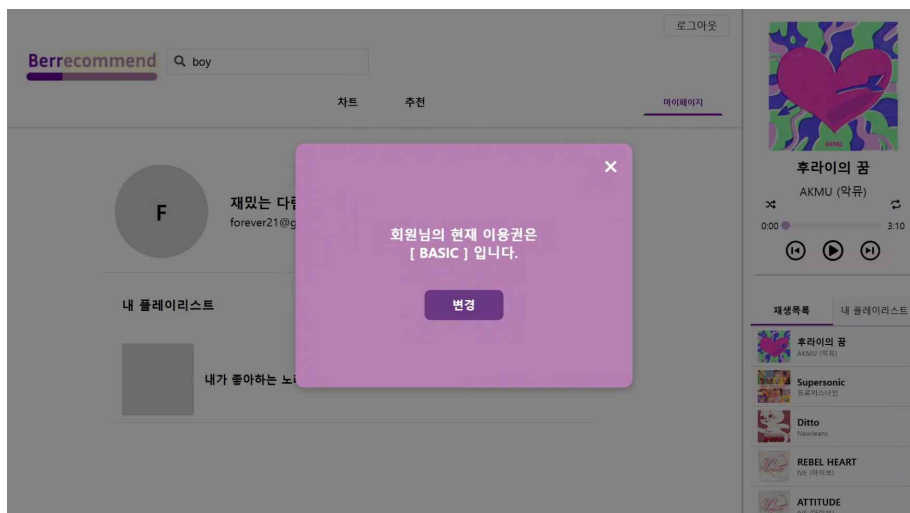 로그아웃
Berrecommend
boy
차트
추천
마이페이지
F
재밌는 다
forever21@g
회원님의 현재 이용권은
[ BASIC ] 입니다.
변경
내 플레이리스트
내가 좋아하는 노
AKMU
후라이의 꿈
AKMU (악뮤)
0:00
3:10
재생목록
내 플레이리스트
후라이의 꿈
AKMU (악뮤)
Supersonic
프로미스나인
Ditto
NewJeans
REBEL HEART
IVE (아이브)
ATTITUDE